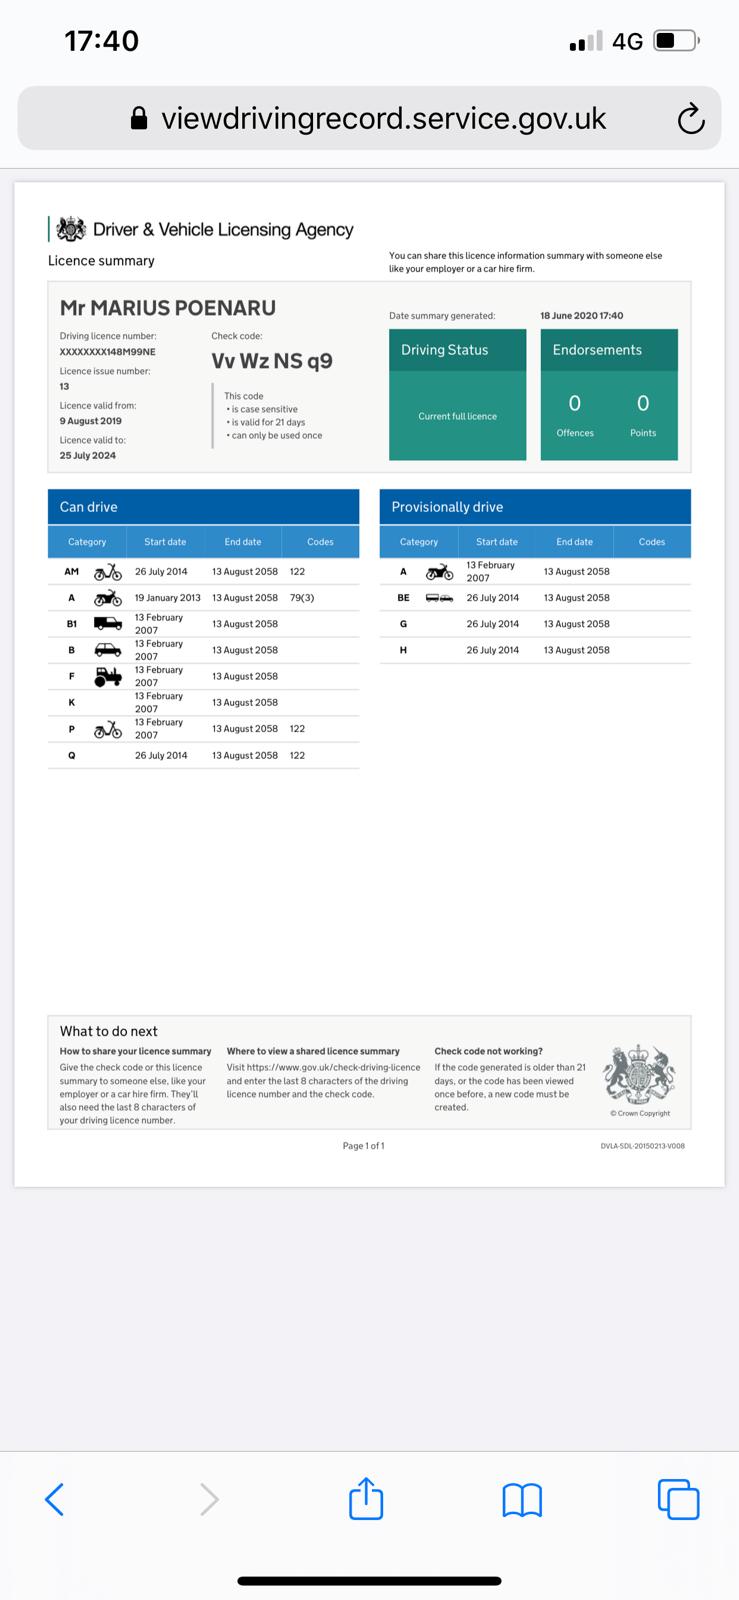 17:40
4G
viewdrivingrecord.service.gov.uk
Driver & Vehicle Licensing Agency
Licence summary
You can share this licence information summary with someone else
like your employer or a car hire firm.
Mr MARIUS POENARU
Date summary generated: 18 June 2020 17:40
Driving licence number:
XXXXXXXX148M99NE
Licence issue number:
13
Licence valid from:
9 August 2019
Licence valid to:
25 July 2024
Check code:
Vv Wz NS q9
This code
• is case sensitive
• is valid for 21 days
• can only be used once
Driving Status
Current full licence
Endorsements
0 0
Offences Points
Can drive
Category Start date End date Codes
AM 26 July 2014 13 August 2058 122
A 19 January 2013 13 August 2058 79(3)
B1 13 February 2007 13 August 2058
B 13 February 2007 13 August 2058
F 13 February 2007 13 August 2058
K 13 February 2007 13 August 2058
P 13 February 2007 13 August 2058 122
Q 26 July 2014 13 August 2058 122
Provisionally drive
Category Start date End date Codes
A 13 February 2007 13 August 2058
BE 26 July 2014 13 August 2058
G 26 July 2014 13 August 2058
H 26 July 2014 13 August 2058
What to do next
How to share your licence summary
Give the check code or this licence
summary to someone else, like your
employer or a car hire firm. They'll
also need the last 8 characters of
your driving licence number.
Where to view a shared licence summary
Visit https://www.gov.uk/check-driving-licence
and enter the last 8 characters of the driving
licence number and the check code.
Check code not working?
If the code generated is older than 21
days, or the code has been viewed
once before, a new code must be
created.
© Crown Copyright
Page 1 of 1
DVLA-SDL-20150213-V008